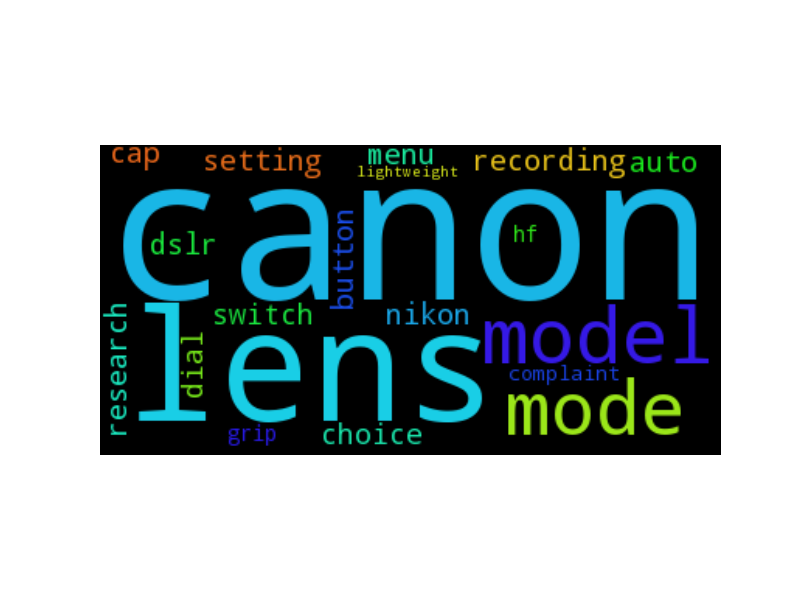 cap
setting
menu
lightweight
recording
auto
canon
dslr
button
hf
lens
research
dial
switch
nikon
model
complaint
mode
grip
choice